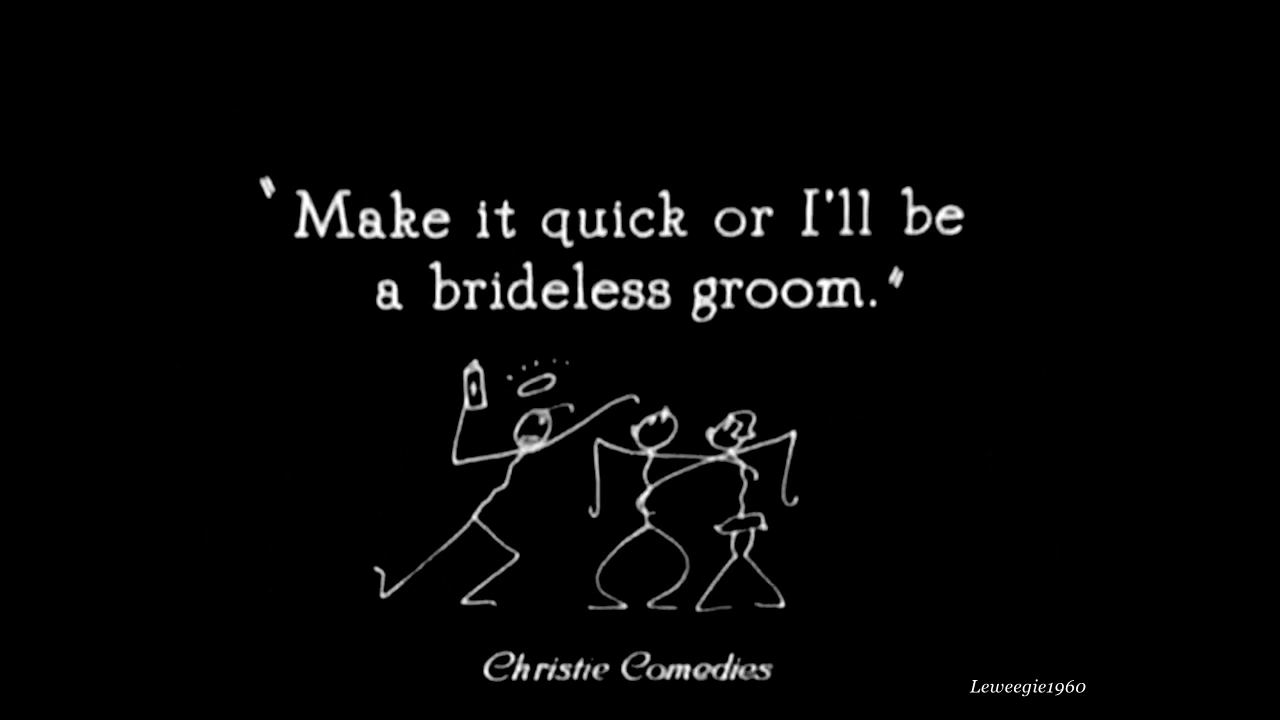 "Make it quick or I'll be
a brideless groom."
Christie Comedies
Leweegie1960